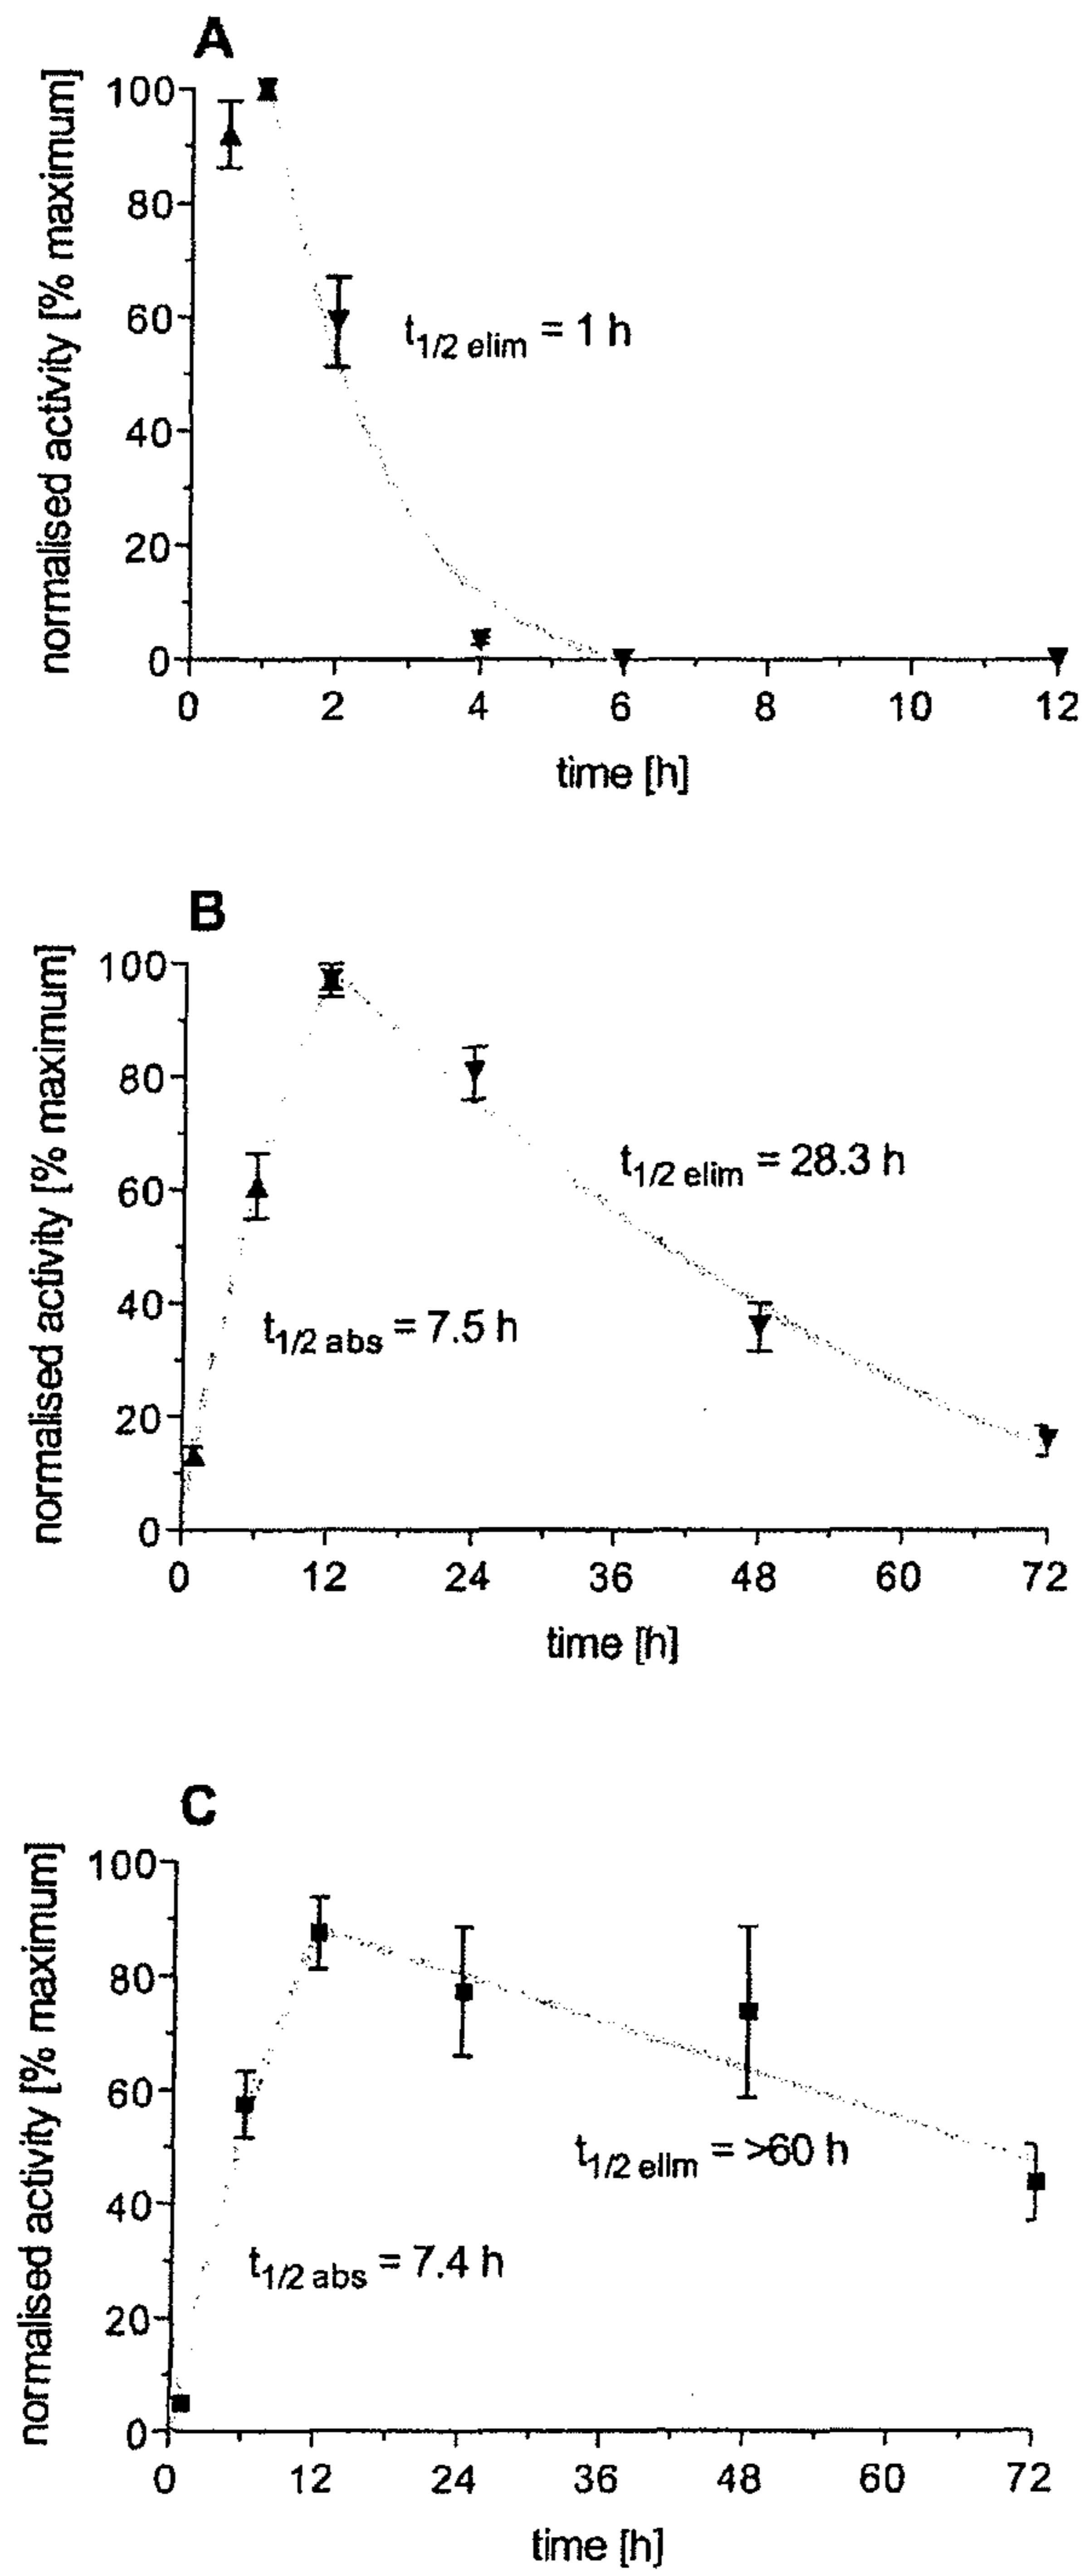 A
normalised activity [% maximum]
100
80
60
40
20
0
t1/2 elim = 1 h
0 2 4 6 8 10 12
time [h]
B
normalised activity [% maximum]
100
80
60
40
20
0
t1/2 elim = 28.3 h
t1/2 abs = 7.5 h
0 12 24 36 48 60 72
time [h]
C
normalised activity [% maximum]
100
80
60
40
20
0
t1/2 elim = >60 h
t1/2 abs = 7.4 h
0 12 24 36 48 60 72
time [h]